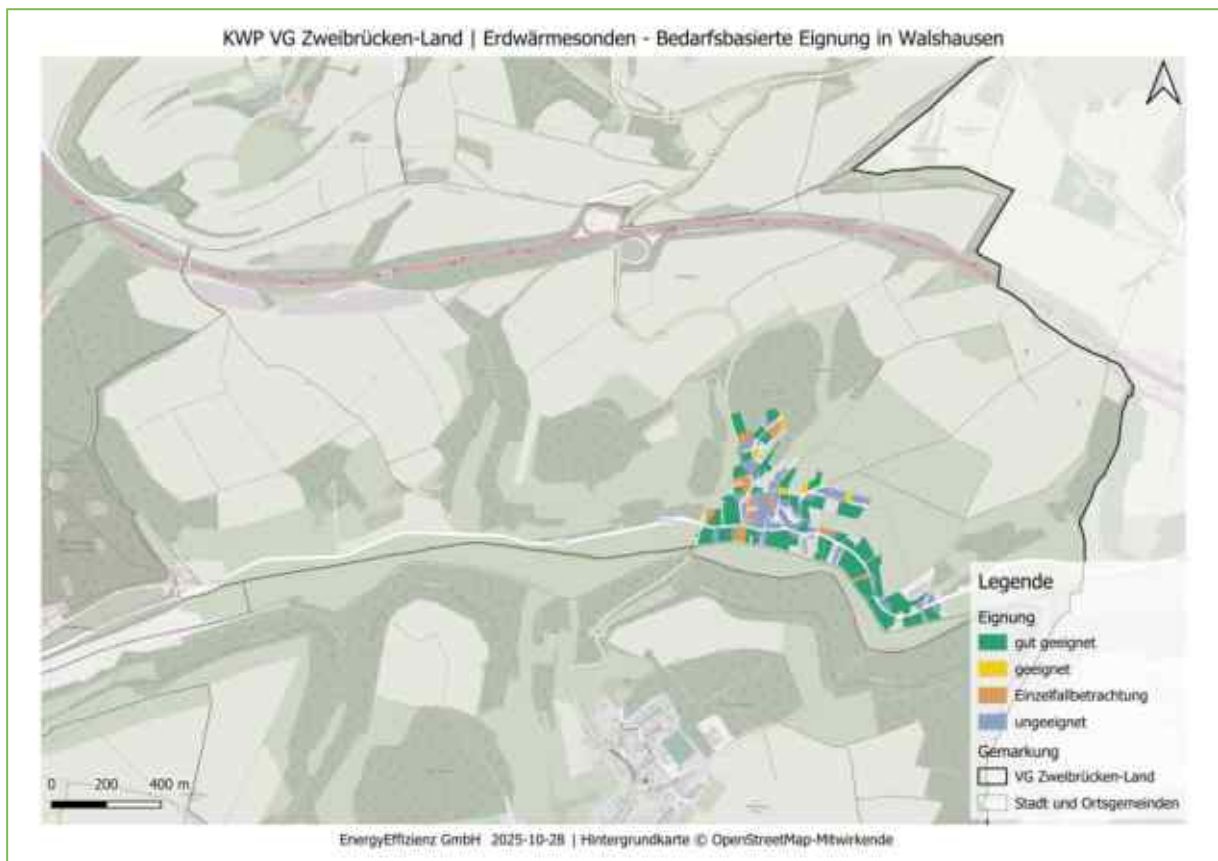 KWP VG Zweibrücken-Land | Erdwärmesonden - Bedarfsbasierte Eignung in Walshausen
Legende
Eignung
gut geeignet
geeignet
Einzelfallbetrachtung
ungeeignet
Gemarkung
VG Zweibrücken-Land
Stadt und Ortsgemeinden
0 200 400 m
EnergyEffizienz GmbH 2025-10-28 | Hintergrundkarte © OpenStreetMap-Mitwirkende